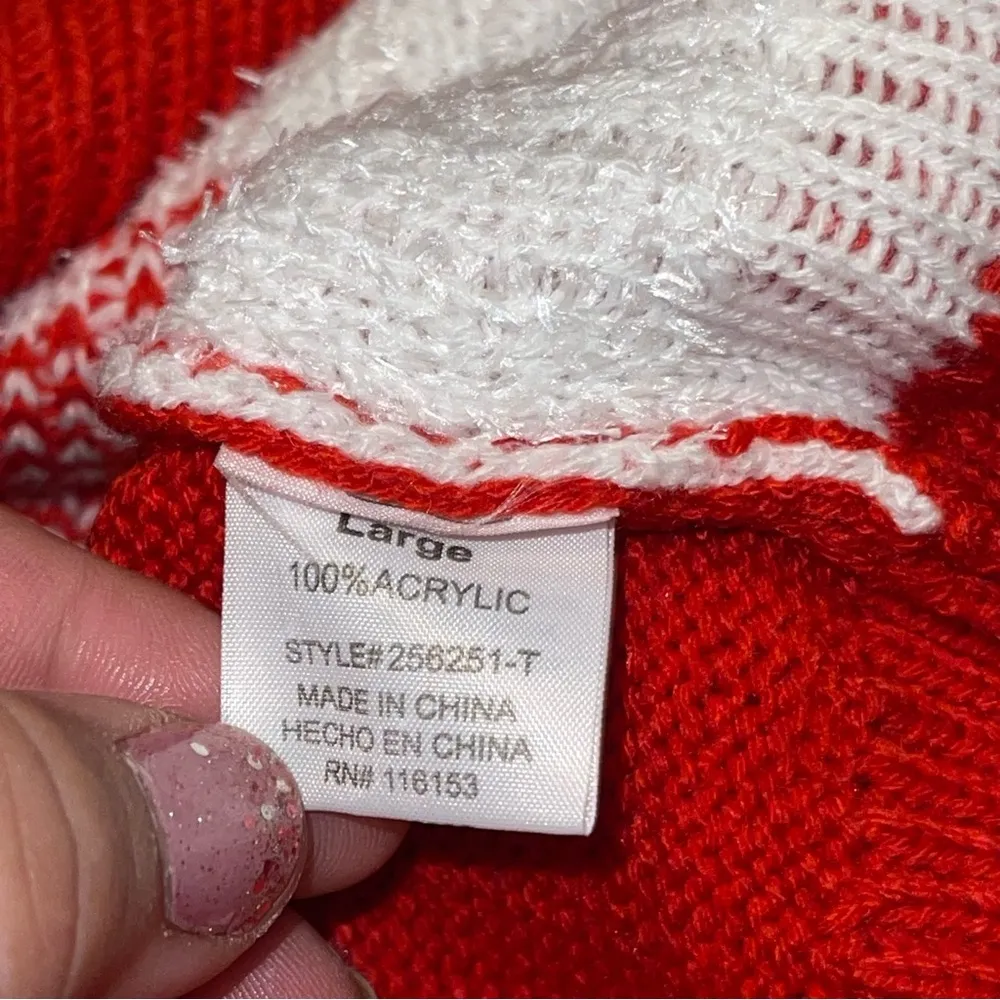 Large
100%ACRYLIC
STYLE#256251-T
MADE IN CHINA
HECHO EN CHINA
RN# 116153